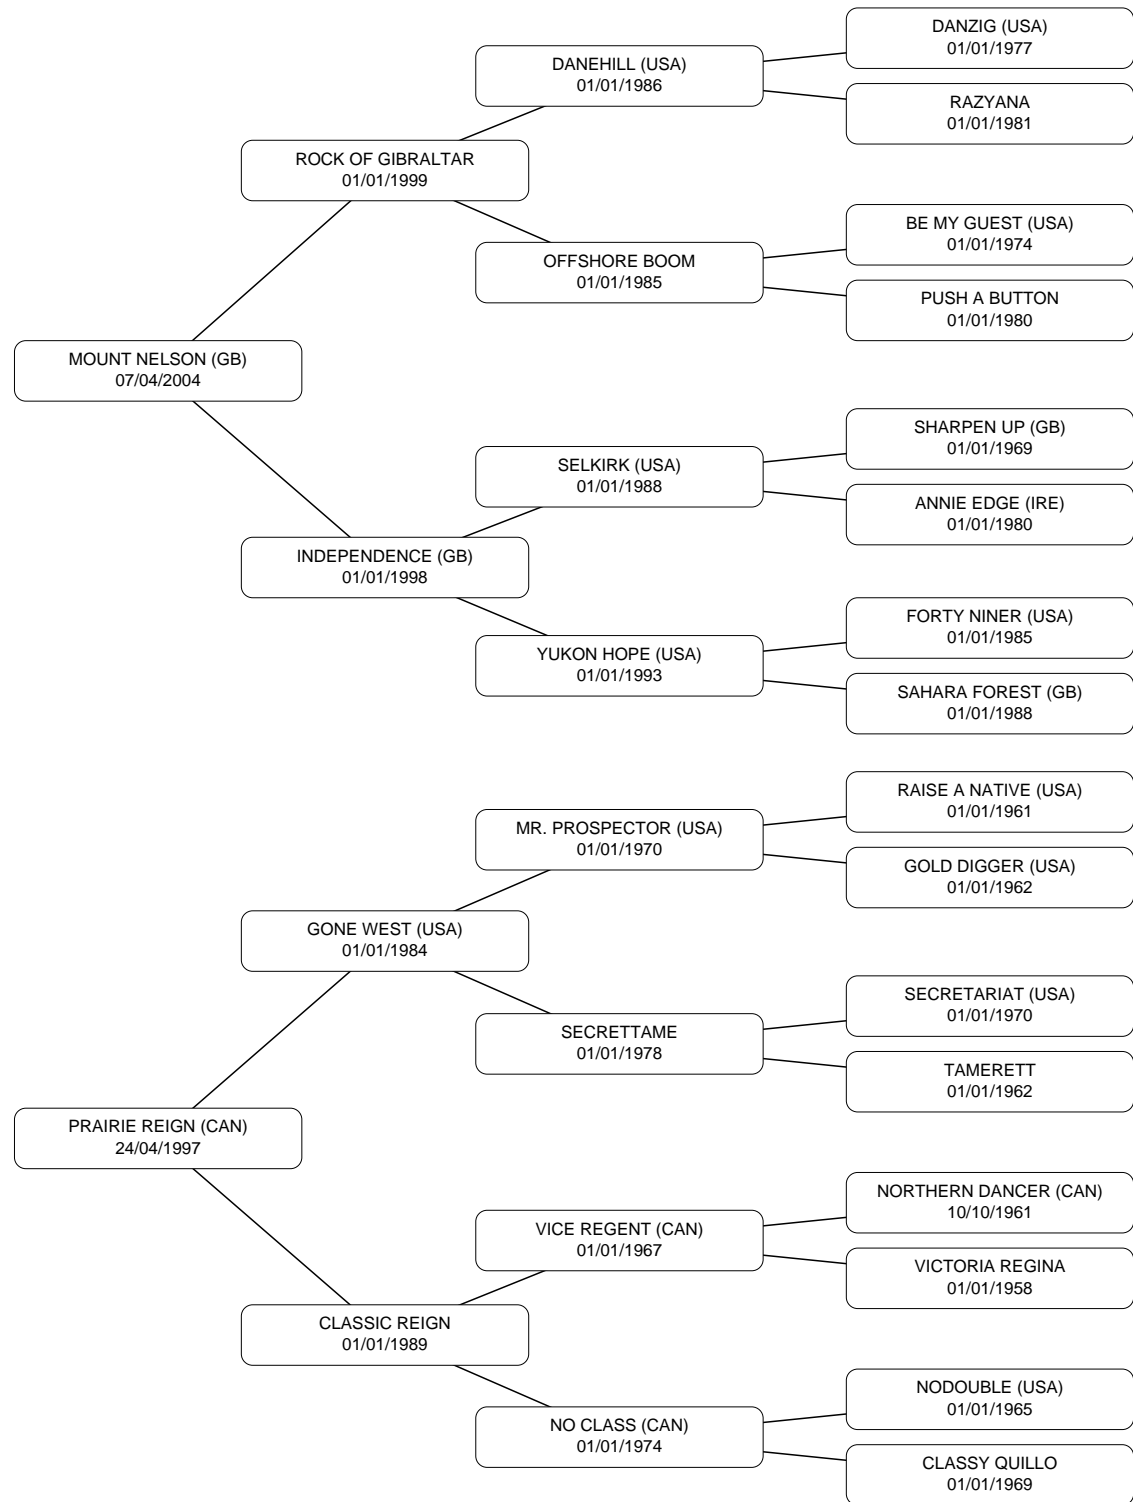 DANZIG (USA)
01/01/1977
DANEHILL (USA)
01/01/1986
RAZYANA
01/01/1981
ROCK OF GIBRALTAR
01/01/1999
BE MY GUEST (USA)
01/01/1974
OFFSHORE BOOM
01/01/1985
PUSH A BUTTON
01/01/1980
MOUNT NELSON (GB)
07/04/2004
SHARPEN UP (GB)
01/01/1969
SELKIRK (USA)
01/01/1988
ANNIE EDGE (IRE)
01/01/1980
INDEPENDENCE (GB)
01/01/1998
FORTY NINER (USA)
01/01/1985
YUKON HOPE (USA)
01/01/1993
SAHARA FOREST (GB)
01/01/1988
RAISE A NATIVE (USA)
01/01/1961
MR. PROSPECTOR (USA)
01/01/1970
GOLD DIGGER (USA)
01/01/1962
GONE WEST (USA)
01/01/1984
SECRETARIAT (USA)
01/01/1970
SECRETTAME
01/01/1978
TAMERETT
01/01/1962
PRAIRIE REIGN (CAN)
24/04/1997
NORTHERN DANCER (CAN)
10/10/1961
VICE REGENT (CAN)
01/01/1967
VICTORIA REGINA
01/01/1958
CLASSIC REIGN
01/01/1989
NODOUBLE (USA)
01/01/1965
NO CLASS (CAN)
01/01/1974
CLASSY QUILLO
01/01/1969